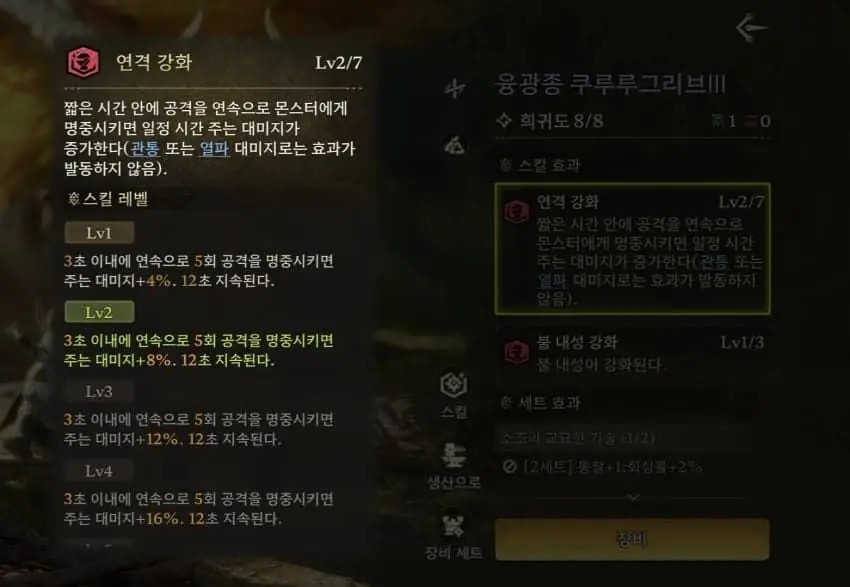 연격 강화
Lv2/7
짧은 시간 안에 공격을 연속으로 몬스터에게
명중시키면 일정 시간 주는 대미지가
증가한다(관통 또는 열파 대미지로는 효과가
발동하지 않음).
스킬 레벨
Lv1
3초 이내에 연속으로 5회 공격을 명중시키면
주는 대미지+4%. 12초 지속된다.
Lv2
3초 이내에 연속으로 5회 공격을 명중시키면
주는 대미지+8%. 12초 지속된다.
Lv3
3초 이내에 연속으로 5회 공격을 명중시키면
주는 대미지+12%. 12초 지속된다.
Lv4
3초 이내에 연속으로 5회 공격을 명중시키면
주는 대미지+16%. 12초 지속된다.
융광종 쿠루루그리브III
희귀도 8/8
1
0
스킬 효과
연격 강화
Lv2/7
짧은 시간 안에 공격을 연속으로
몬스터에게 명중시키면 일정 시간
주는 대미지가 증가한다(관통 또는
열파 대미지로는 효과가 발동하지
않음).
불 내성 강화
Lv1/3
불 내성이 강화된다.
세트 효과
소조의 교묘한 기술 (1/2)
[2세트] 통찰+1:회심률+2%
스킬
생산으로
장비 세트
장비